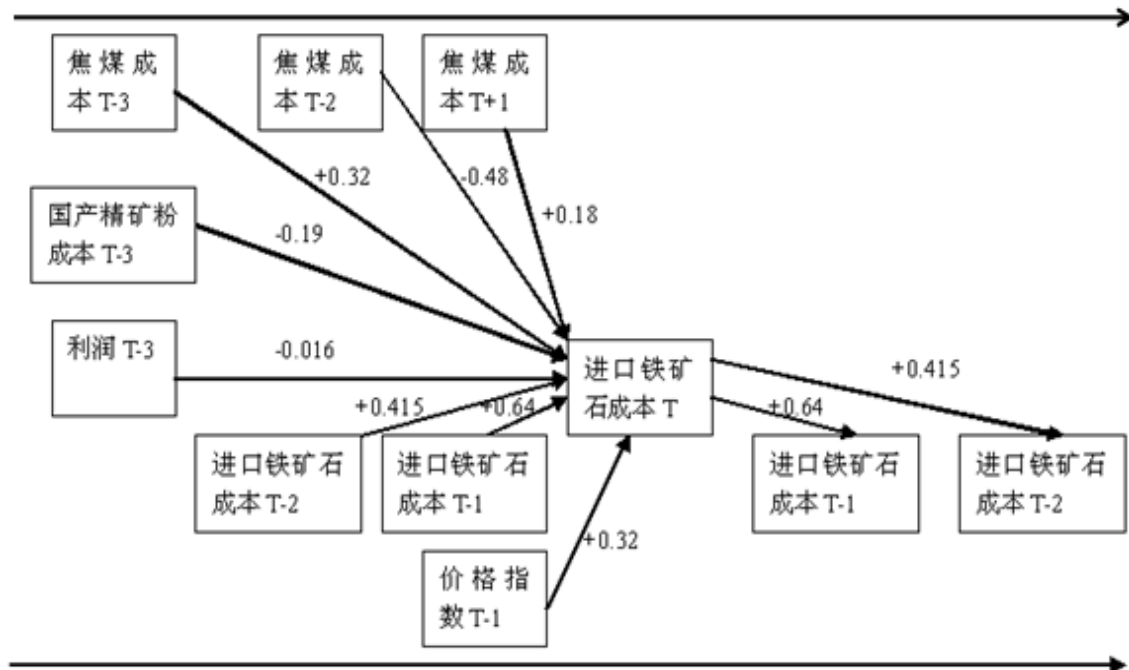 焦煤成
本 T-3
焦煤成
本 T-2
焦煤成
本 T+1
+0.32
-0.48
+0.18
国产精矿粉
成本 T-3
-0.19
利润 T-3
-0.016
进口铁矿
石成本 T
+0.415
+0.64
+0.415
+0.64
进口铁矿石
成本 T-2
进口铁矿石
成本 T-1
进口铁矿石
成本 T-1
进口铁矿石
成本 T-2
+0.32
价格指
数 T-1